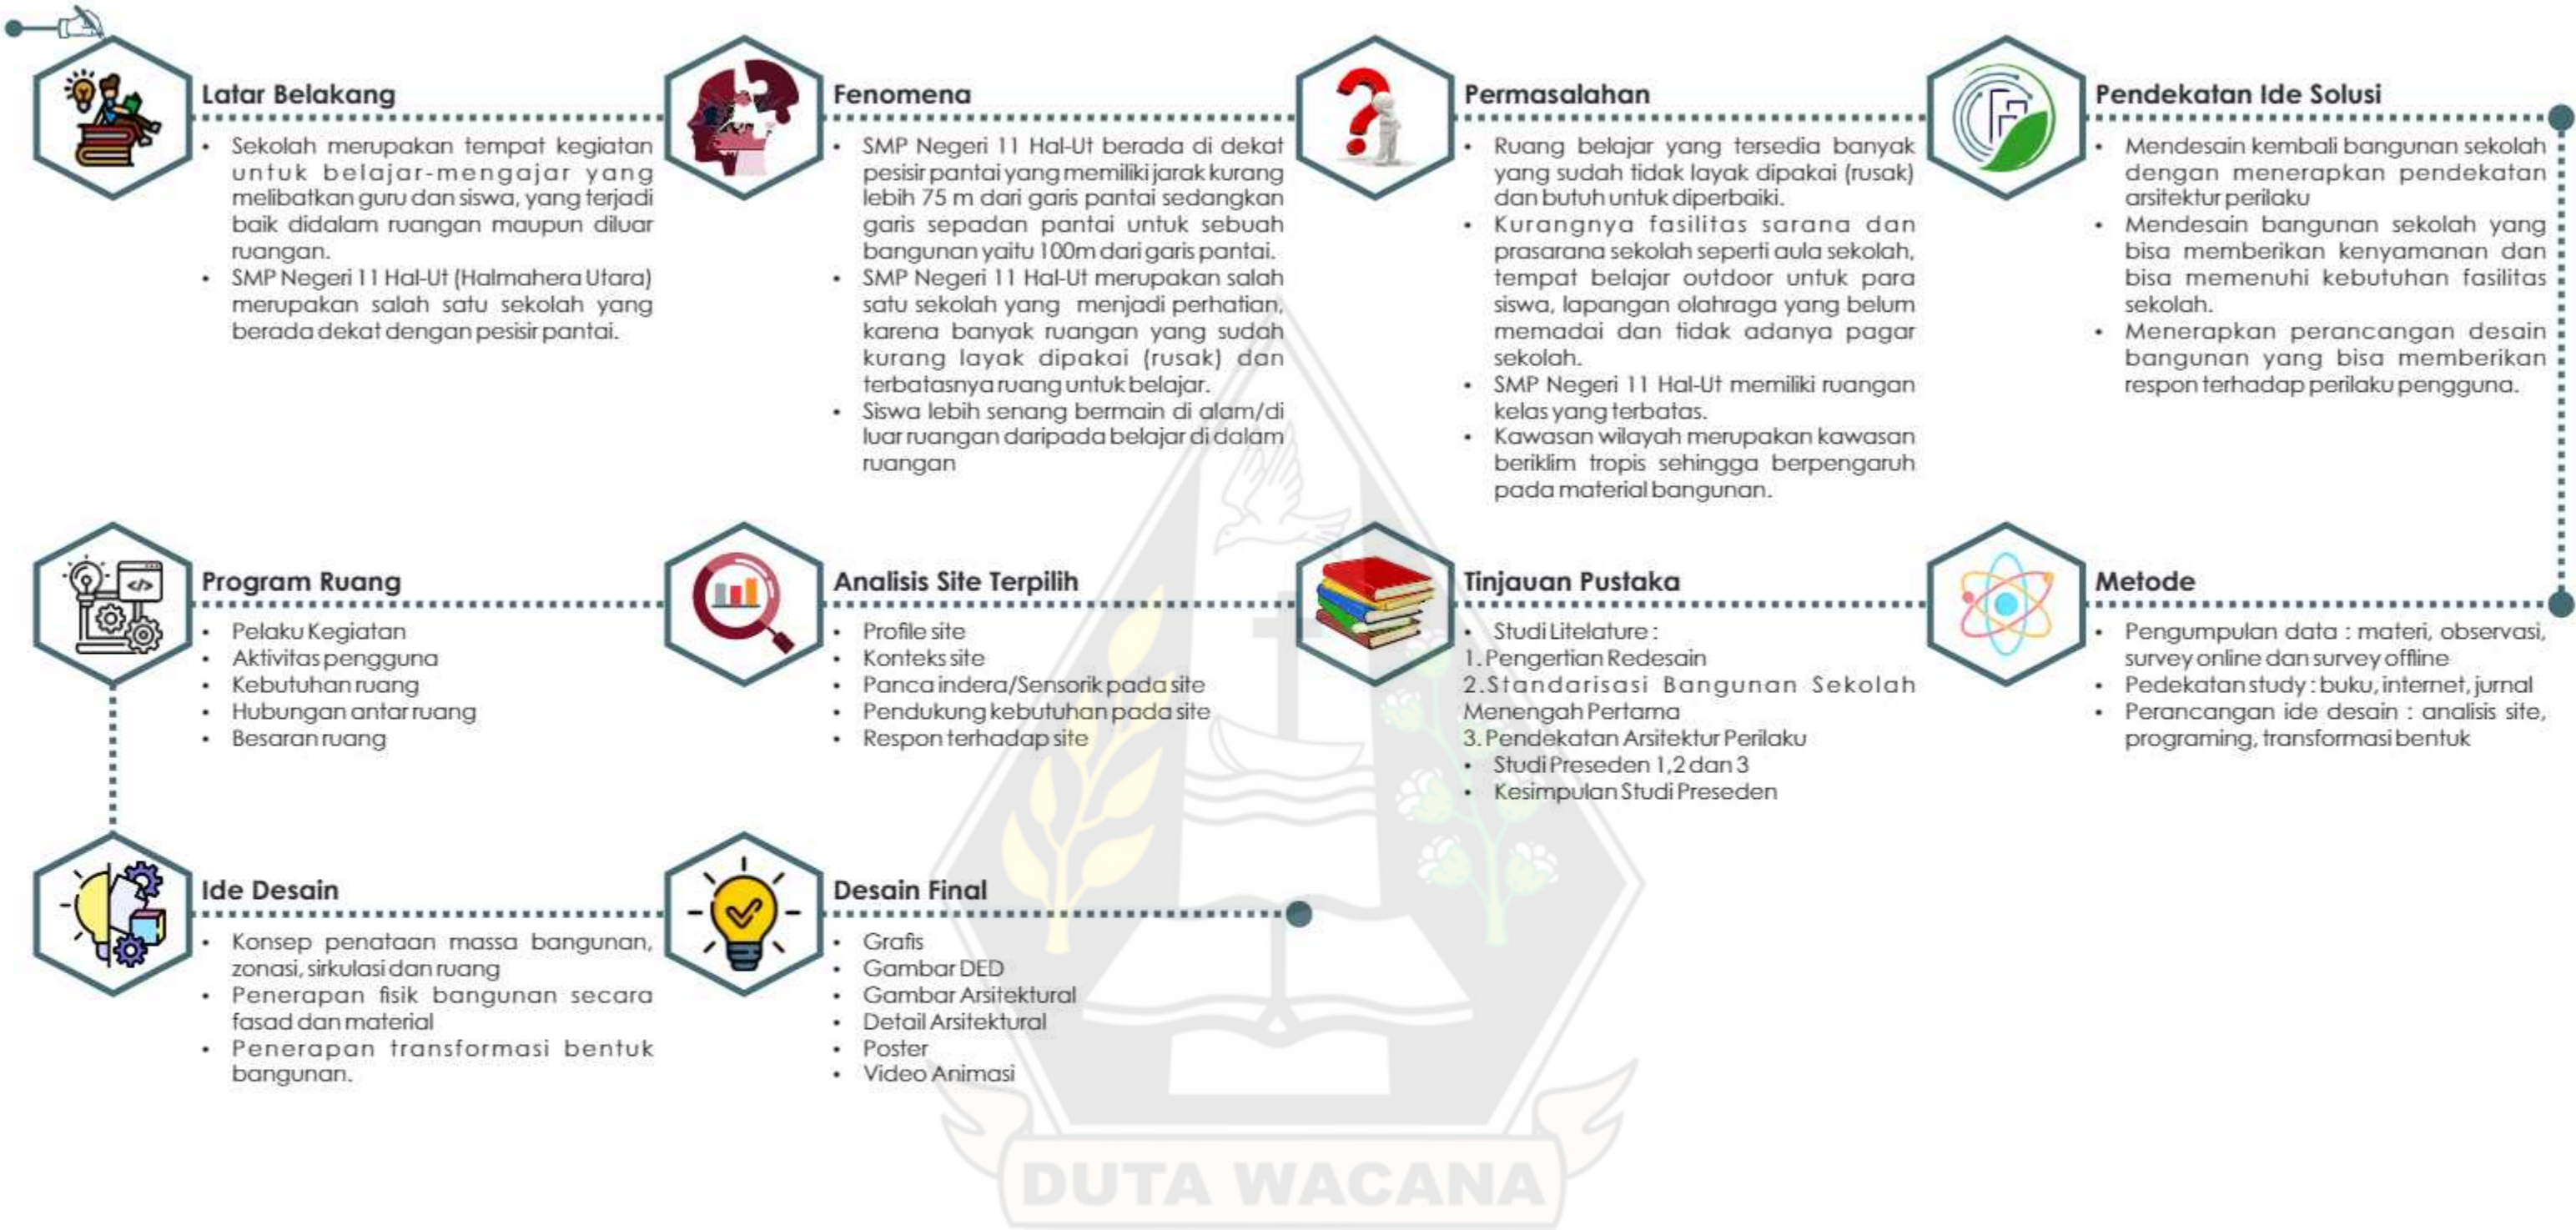 Latar Belakang
• Sekolah merupakan tempat kegiatan
untuk belajar-mengajar yang
melibatkan guru dan siswa, yang terjadi
baik didalam ruangan maupun diluar
ruangan.
• SMP Negeri 11 Hal-Ut (Halmahera Utara)
merupakan salah satu sekolah yang
berada dekat dengan pesisir pantai.
Fenomena
• SMP Negeri 11 Hal-Ut berada di dekat
pesisir pantai yang memiliki jarak kurang
lebih 75 m dari garis pantai sedangkan
garis sepadan pantai untuk sebuah
bangunan yaitu 100m dari garis pantai.
• SMP Negeri 11 Hal-Ut merupakan salah
satu sekolah yang menjadi perhatian,
karena banyak ruangan yang sudah
kurang layak dipakai (rusak) dan
terbatasnya ruang untuk belajar.
• Siswa lebih senang bermain di alam/di
luar ruangan daripada belajar di dalam
ruangan
Permasalahan
• Ruang belajar yang tersedia banyak
yang sudah tidak layak dipakai (rusak)
dan butuh untuk diperbaiki.
• Kurangnya fasilitas sarana dan
prasarana sekolah seperti aula sekolah,
tempat belajar outdoor untuk para
siswa, lapangan olahraga yang belum
memadai dan tidak adanya pagar
sekolah.
• SMP Negeri 11 Hal-Ut memiliki ruangan
kelas yang terbatas.
• Kawasan wilayah merupakan kawasan
beriklim tropis sehingga berpengaruh
pada material bangunan.
Pendekatan Ide Solusi
• Mendesain kembali bangunan sekolah
dengan menerapkan pendekatan
arsitektur perilaku
• Mendesain bangunan sekolah yang
bisa memberikan kenyamanan dan
bisa memenuhi kebutuhan fasilitas
sekolah.
• Menerapkan perancangan desain
bangunan yang bisa memberikan
respon terhadap perilaku pengguna.
Program Ruang
• Pelaku Kegiatan
• Aktivitas pengguna
• Kebutuhan ruang
• Hubungan antar ruang
• Besaran ruang
Analisis Site Terpilih
• Profile site
• Konteks site
• Panca indera/Sensorik pada site
• Pendukung kebutuhan pada site
• Respon terhadap site
Tinjauan Pustaka
• Studi Litelature :
1. Pengertian Redesain
2. Standarisasi Bangunan Sekolah
Menengah Pertama
3. Pendekatan Arsitektur Perilaku
• Studi Preseden 1,2 dan 3
• Kesimpulan Studi Preseden
Metode
• Pengumpulan data : materi, observasi,
survey online dan survey offline
• Pedekatan study : buku, internet, jurnal
• Perancangan ide desain : analisis site,
programing, transformasi bentuk
Ide Desain
• Konsep penataan massa bangunan,
zonasi, sirkulasi dan ruang
• Penerapan fisik bangunan secara
fasad dan material
• Penerapan transformasi bentuk
bangunan.
Desain Final
• Grafis
• Gambar DED
• Gambar Arsitektural
• Detail Arsitektural
• Poster
• Video Animasi
DUTA WACANA